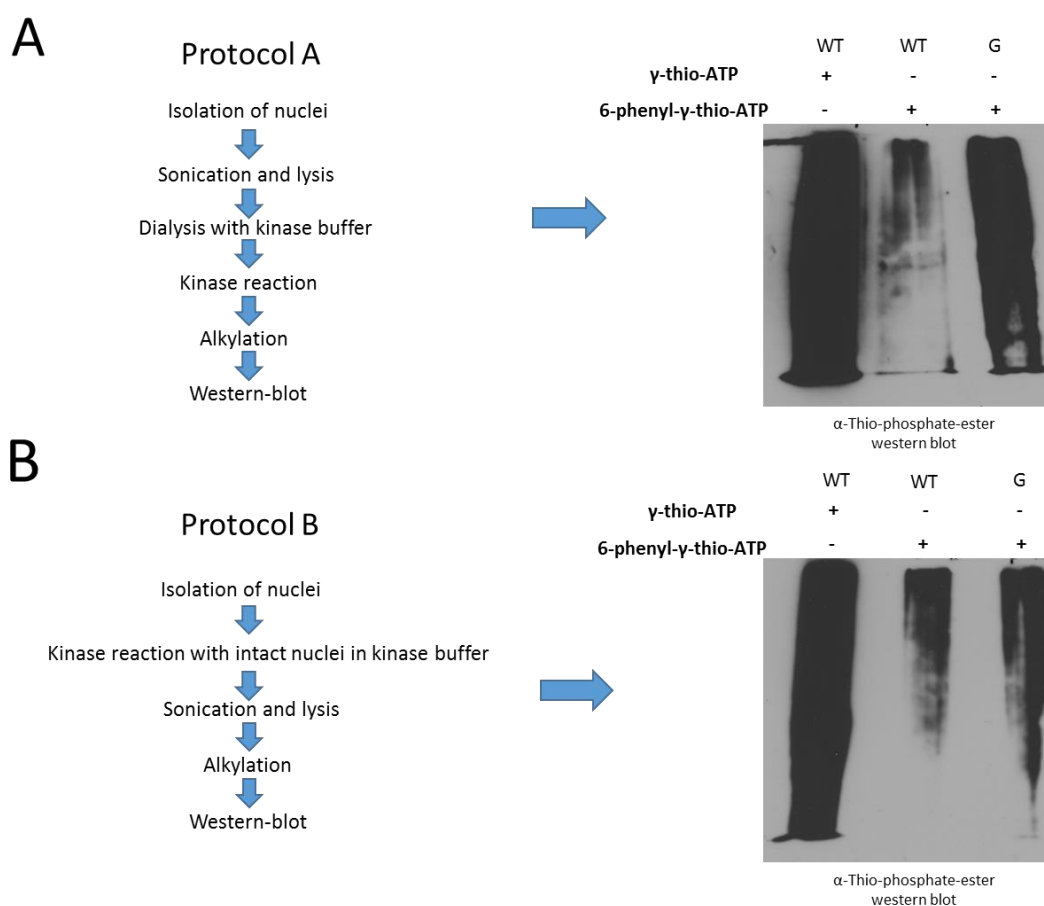 A
Protocol A
Isolation of nuclei
Sonication and lysis
Dialysis with kinase buffer
Kinase reaction
Alkylation
Western-blot
WT WT G
γ-thio-ATP + - -
6-phenyl-γ-thio-ATP - + +
α-Thio-phosphate-ester
western blot
B
Protocol B
Isolation of nuclei
Kinase reaction with intact nuclei in kinase buffer
Sonication and lysis
Alkylation
Western-blot
WT WT G
γ-thio-ATP + - -
6-phenyl-γ-thio-ATP - + +
α-Thio-phosphate-ester
western blot